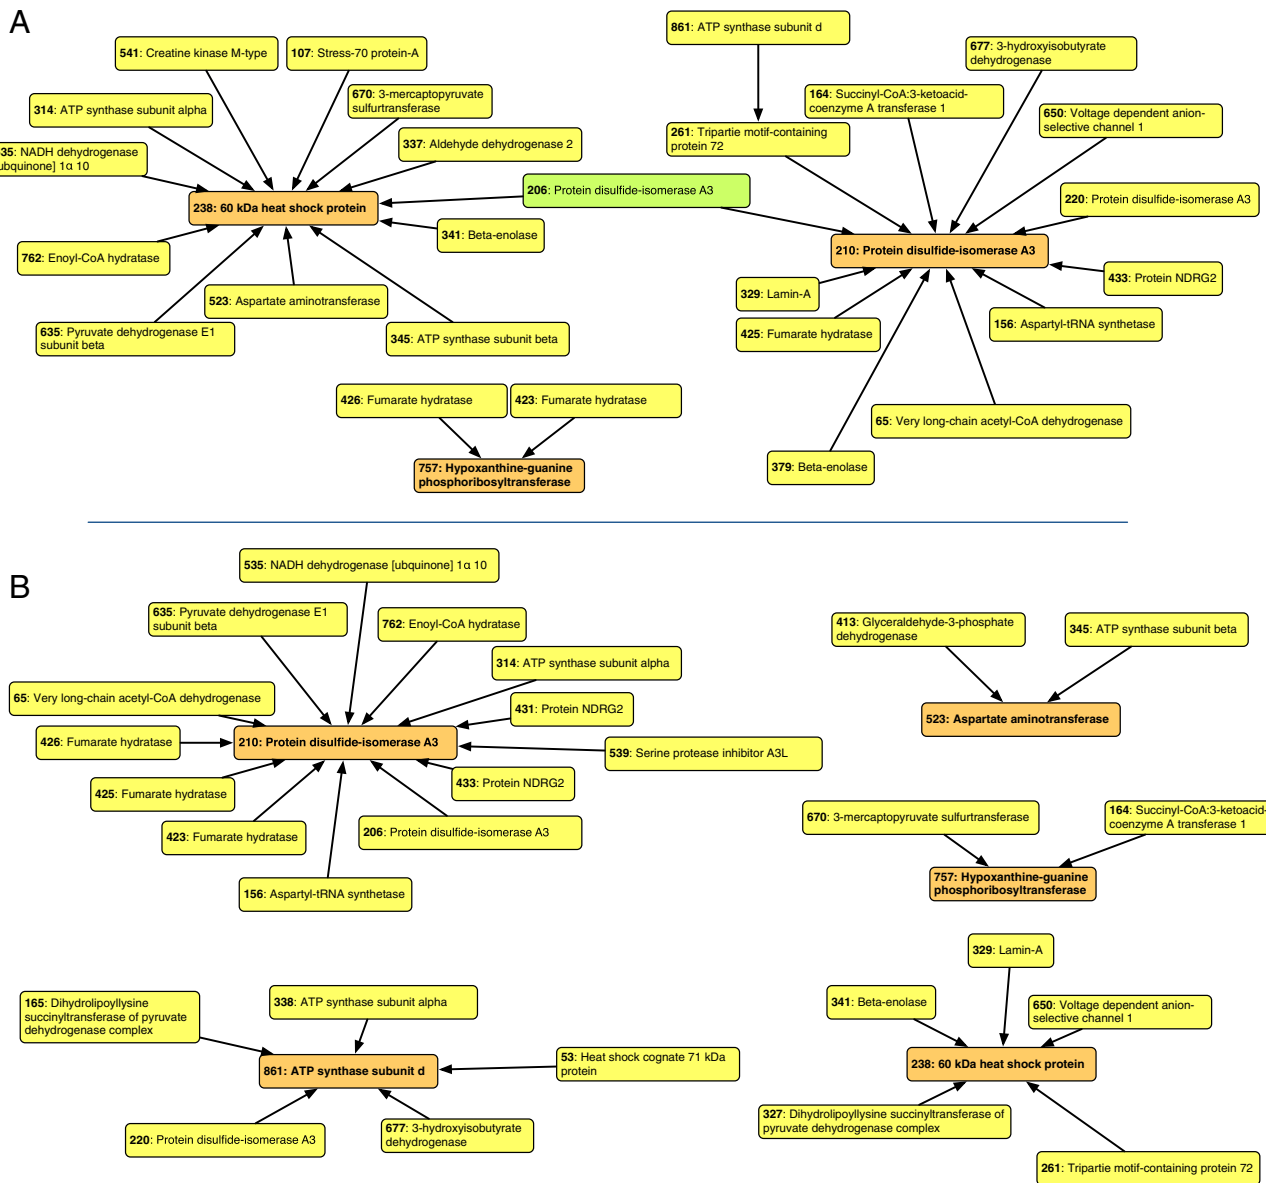 A
541: Creatine kinase M-type
107: Stress-70 protein-A
861: ATP synthase subunit d
677: 3-hydroxyisobutyrate
dehydrogenase
314: ATP synthase subunit alpha
670: 3-mercaptopyruvate
sulfurtransferase
164: Succinyl-CoA:3-ketoacid-
coenzyme A transferase 1
650: Voltage dependent anion-
selective channel 1
35: NADH dehydrogenase
ubquinone] 1α 10
337: Aldehyde dehydrogenase 2
261: Tripartie motif-containing
protein 72
238: 60 kDa heat shock protein
206: Protein disulfide-isomerase A3
220: Protein disulfide-isomerase A3
341: Beta-enolase
210: Protein disulfide-isomerase A3
762: Enoyl-CoA hydratase
433: Protein NDRG2
523: Aspartate aminotransferase
329: Lamin-A
635: Pyruvate dehydrogenase E1
subunit beta
345: ATP synthase subunit beta
425: Fumarate hydratase
156: Aspartyl-tRNA synthetase
426: Fumarate hydratase
423: Fumarate hydratase
65: Very long-chain acetyl-CoA dehydrogenase
757: Hypoxanthine-guanine
phosphoribosyltransferase
379: Beta-enolase
B
535: NADH dehydrogenase [ubquinone] 1α 10
635: Pyruvate dehydrogenase E1
subunit beta
762: Enoyl-CoA hydratase
413: Glyceraldehyde-3-phosphate
dehydrogenase
345: ATP synthase subunit beta
314: ATP synthase subunit alpha
65: Very long-chain acetyl-CoA dehydrogenase
431: Protein NDRG2
523: Aspartate aminotransferase
426: Fumarate hydratase
210: Protein disulfide-isomerase A3
539: Serine protease inhibitor A3L
433: Protein NDRG2
425: Fumarate hydratase
423: Fumarate hydratase
206: Protein disulfide-isomerase A3
670: 3-mercaptopyruvate sulfurtransferase
164: Succinyl-CoA:3-ketoacid-
coenzyme A transferase 1
156: Aspartyl-tRNA synthetase
757: Hypoxanthine-guanine
phosphoribosyltransferase
329: Lamin-A
165: Dihydrolipoyllysine
succinyltransferase of pyruvate
dehydrogenase complex
338: ATP synthase subunit alpha
341: Beta-enolase
650: Voltage dependent anion-
selective channel 1
861: ATP synthase subunit d
53: Heat shock cognate 71 kDa
protein
238: 60 kDa heat shock protein
220: Protein disulfide-isomerase A3
677: 3-hydroxyisobutyrate
dehydrogenase
327: Dihydrolipoyllysine succinyltransferase of
pyruvate dehydrogenase complex
261: Tripartie motif-containing protein 72